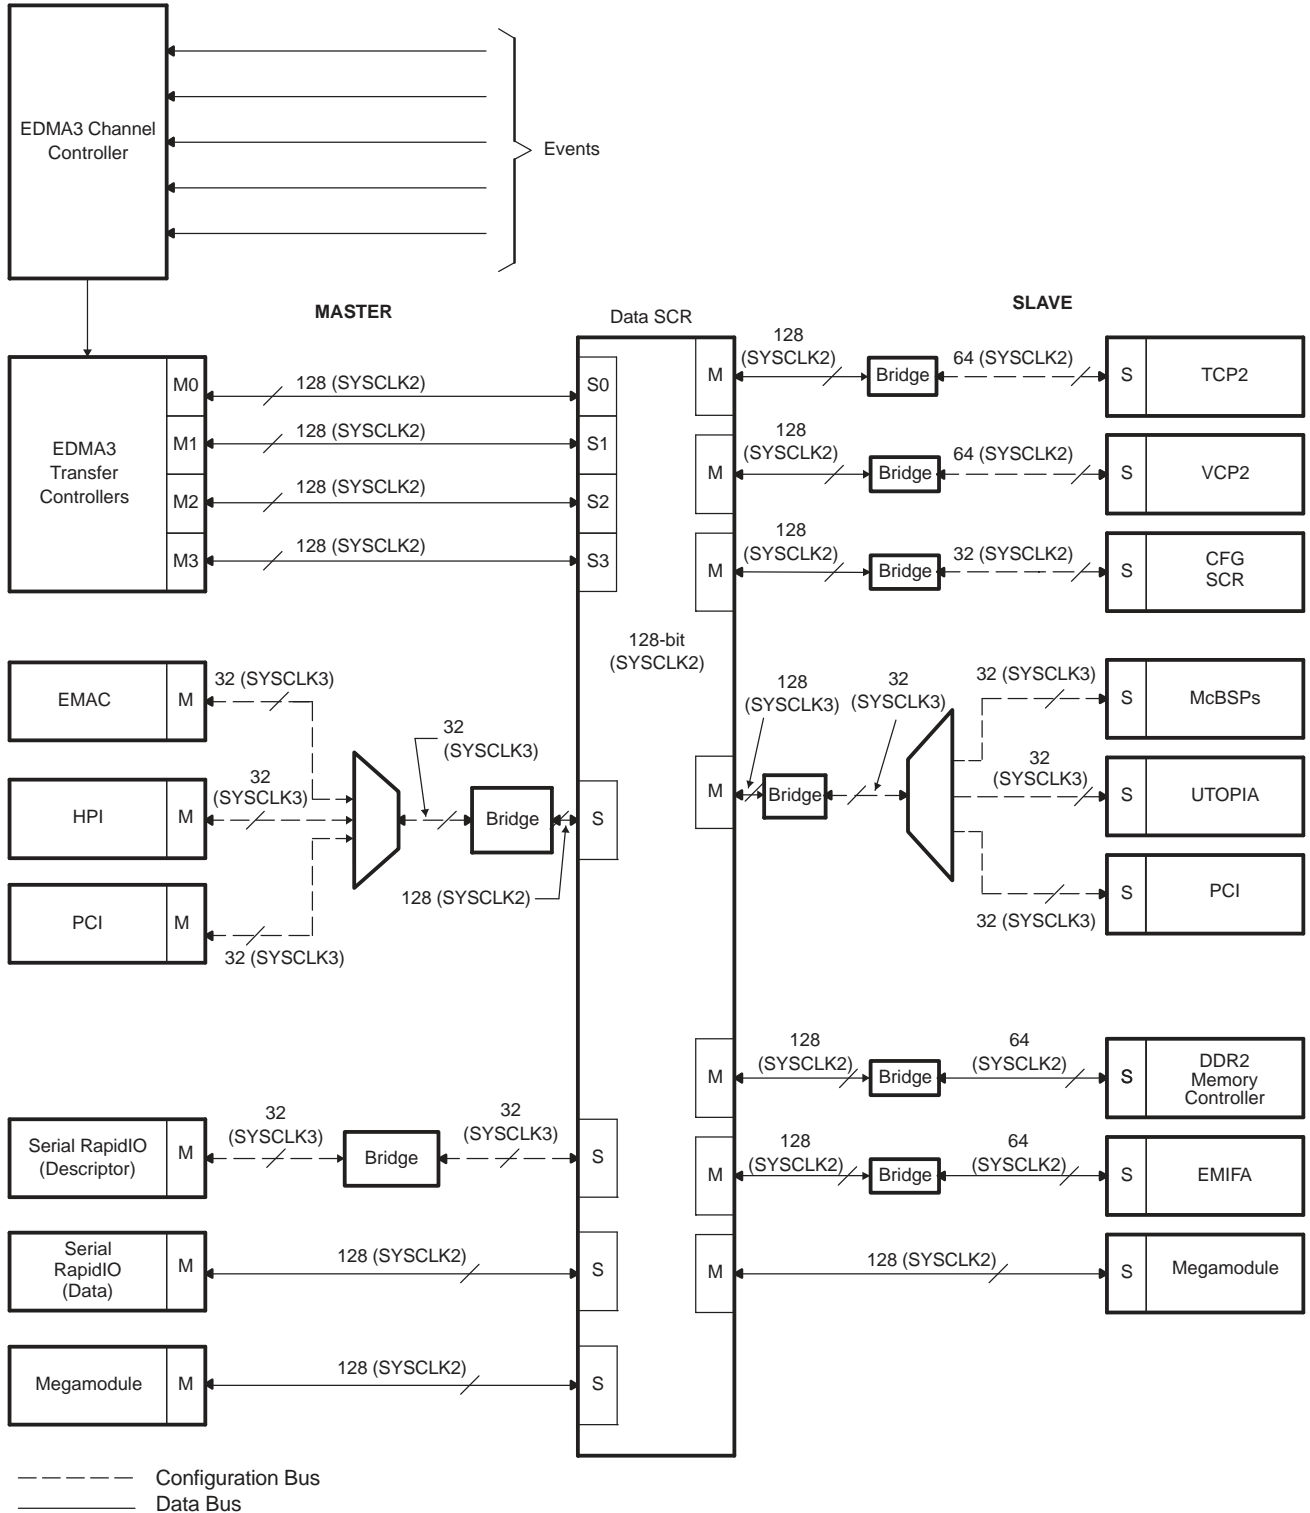 EDMA3 Channel
Controller
Events
MASTER
SLAVE
Data SCR
EDMA3
Transfer
Controllers
M0
128 (SYSCLK2)
S0
M1
128 (SYSCLK2)
S1
M2
128 (SYSCLK2)
S2
M3
128 (SYSCLK2)
S3
M
128
(SYSCLK2)
Bridge
64 (SYSCLK2)
S
TCP2
M
128
(SYSCLK2)
Bridge
64 (SYSCLK2)
S
VCP2
M
128
(SYSCLK2)
Bridge
32 (SYSCLK2)
S
CFG
SCR
128-bit
(SYSCLK2)
EMAC
M
32 (SYSCLK3)
HPI
M
32
(SYSCLK3)
PCI
M
32 (SYSCLK3)
32
(SYSCLK3)
Bridge
128 (SYSCLK2)
S
M
128
(SYSCLK3)
Bridge
32
(SYSCLK3)
32 (SYSCLK3)
S
McBSPs
32
(SYSCLK3)
S
UTOPIA
32 (SYSCLK3)
S
PCI
M
128
(SYSCLK2)
Bridge
64
(SYSCLK2)
S
DDR2
Memory
Controller
Serial RapidIO
(Descriptor)
M
32
(SYSCLK3)
Bridge
32
(SYSCLK3)
S
M
128
(SYSCLK2)
Bridge
64
(SYSCLK2)
S
EMIFA
Serial
RapidIO
(Data)
M
128 (SYSCLK2)
S
M
128 (SYSCLK2)
S
Megamodule
Megamodule
M
128 (SYSCLK2)
S
Configuration Bus
Data Bus